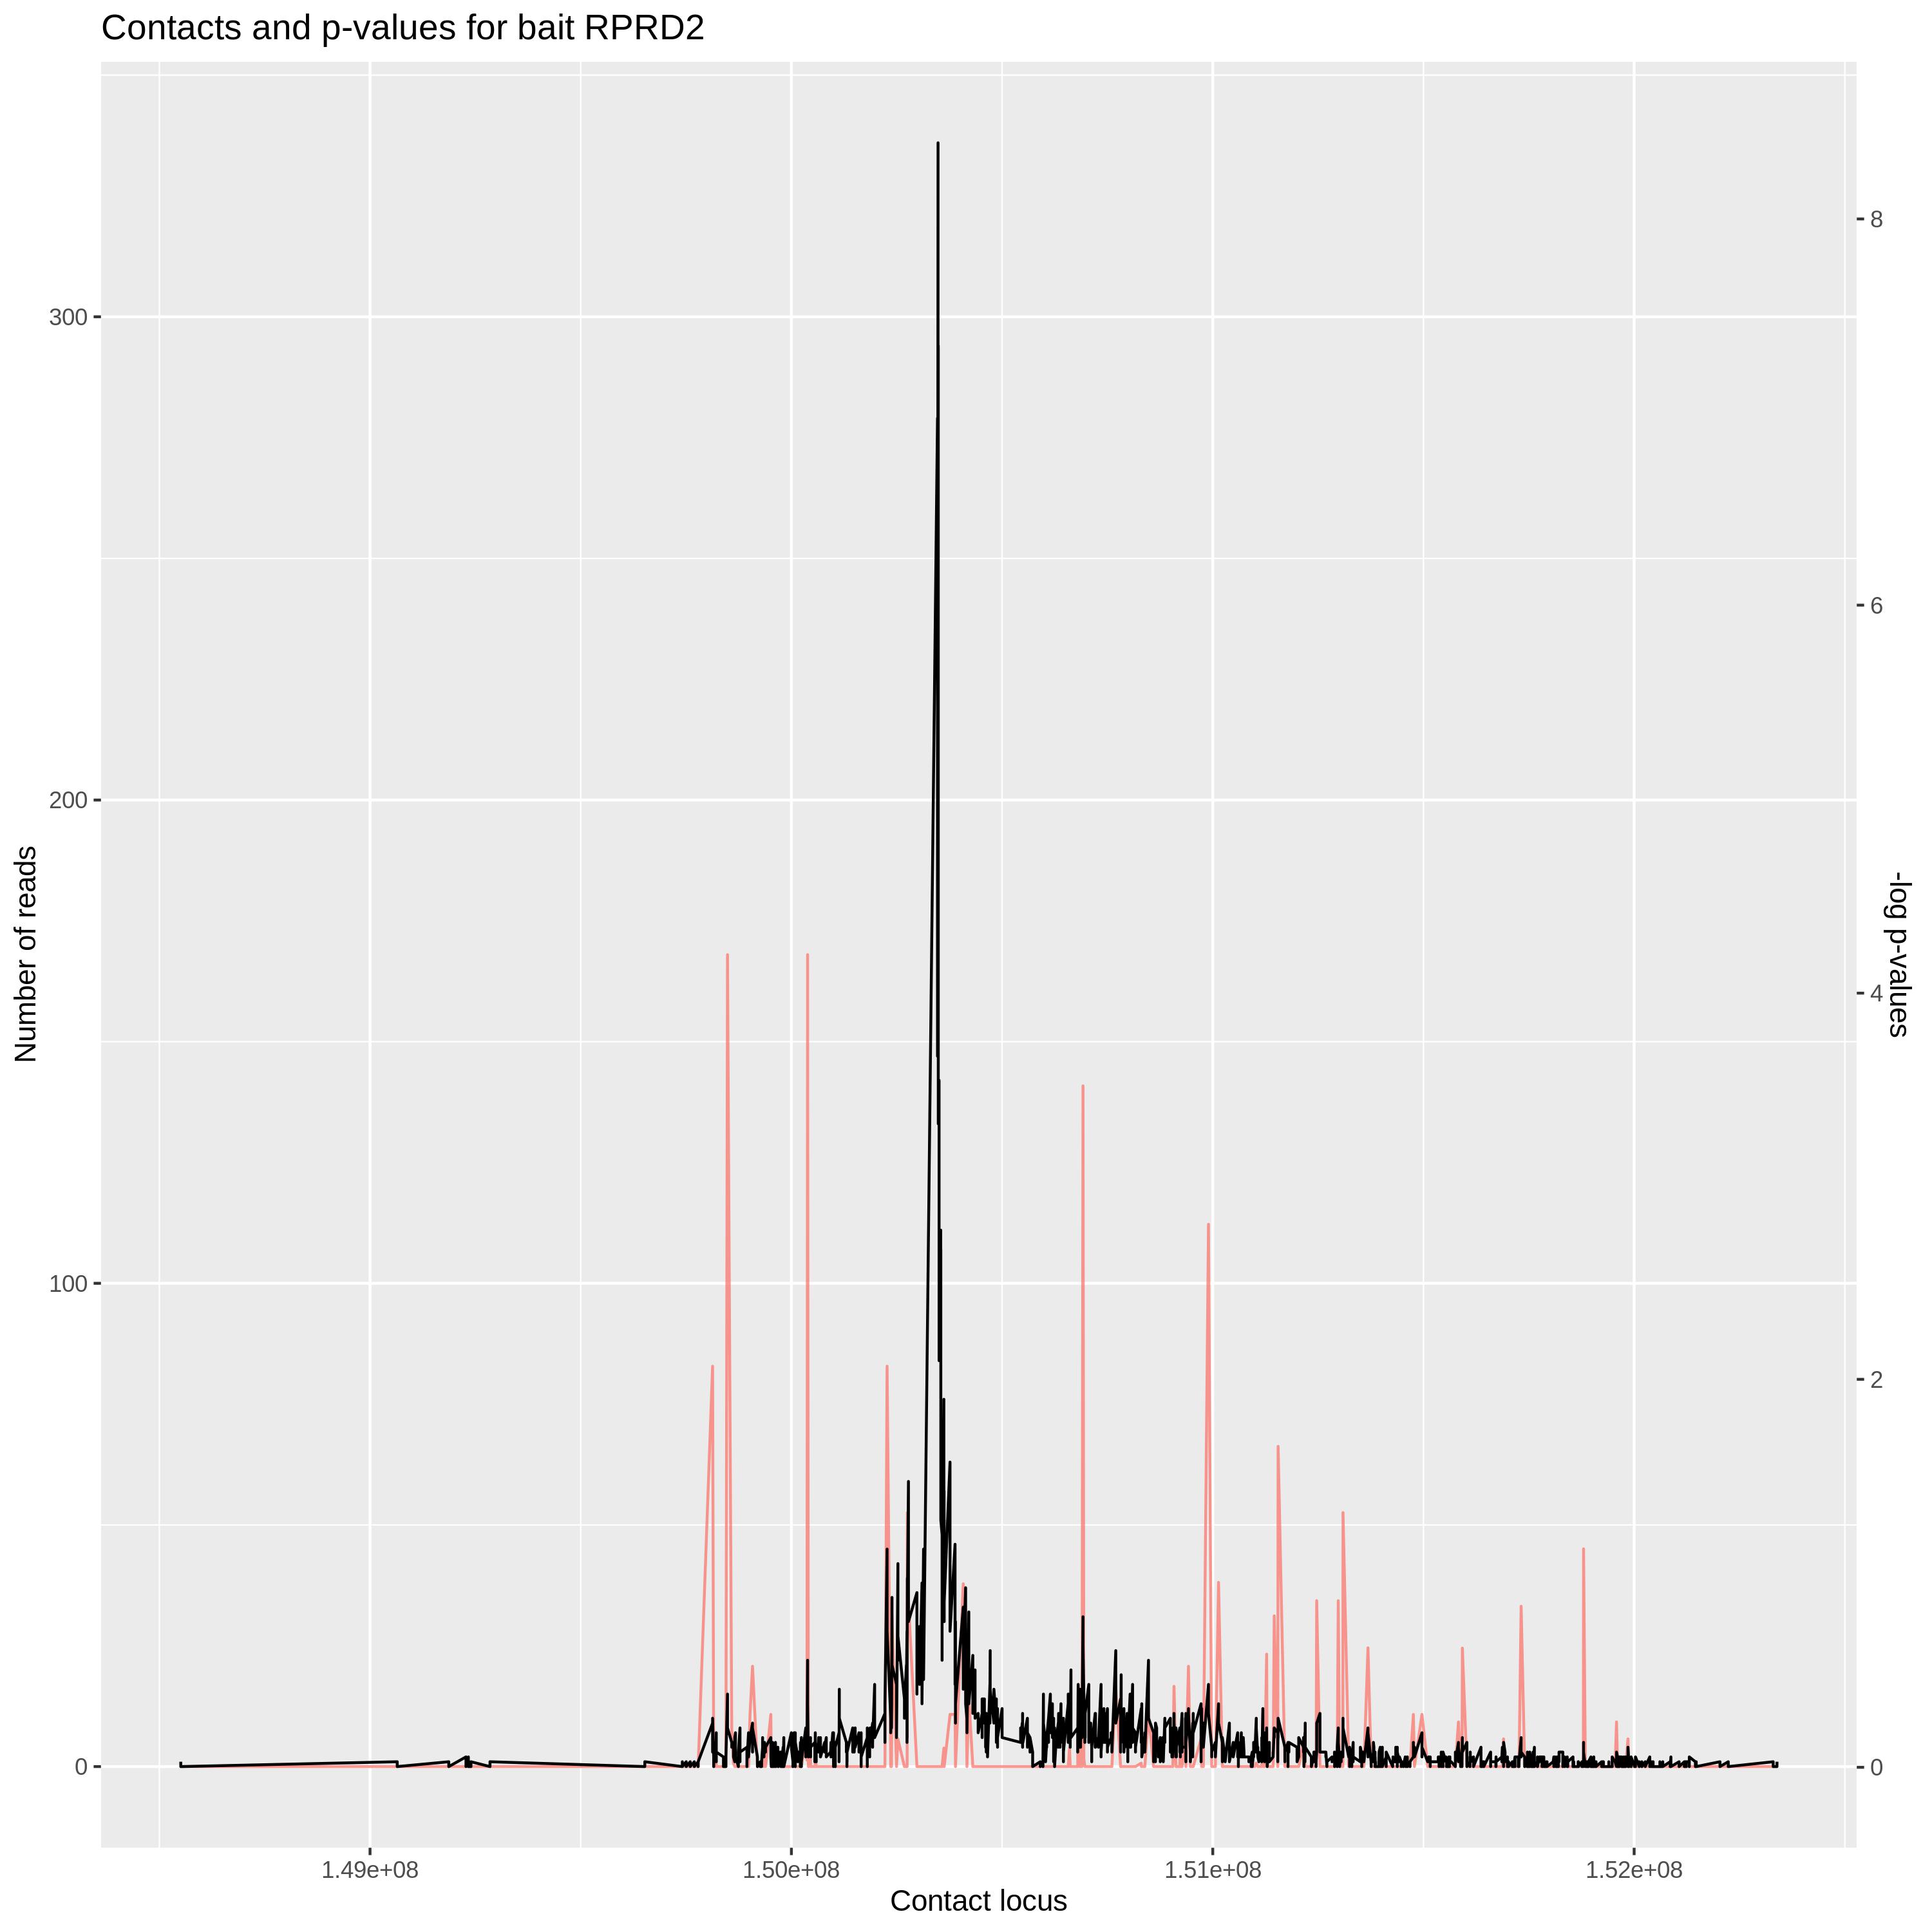 Contacts and p-values for bait RPRD2
Number of reads
300
200
100
0
8
6
4
2
0
-log p-values
1.49e+08
1.50e+08
1.51e+08
1.52e+08
Contact locus